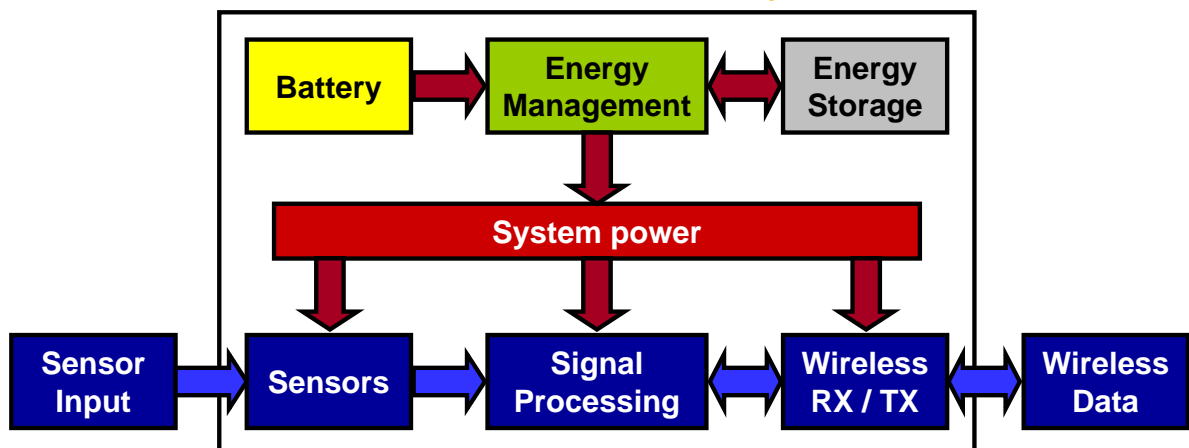 Battery
Energy
Management
Energy
Storage
System power
Sensor
Input
Sensors
Signal
Processing
Wireless
RX / TX
Wireless
Data